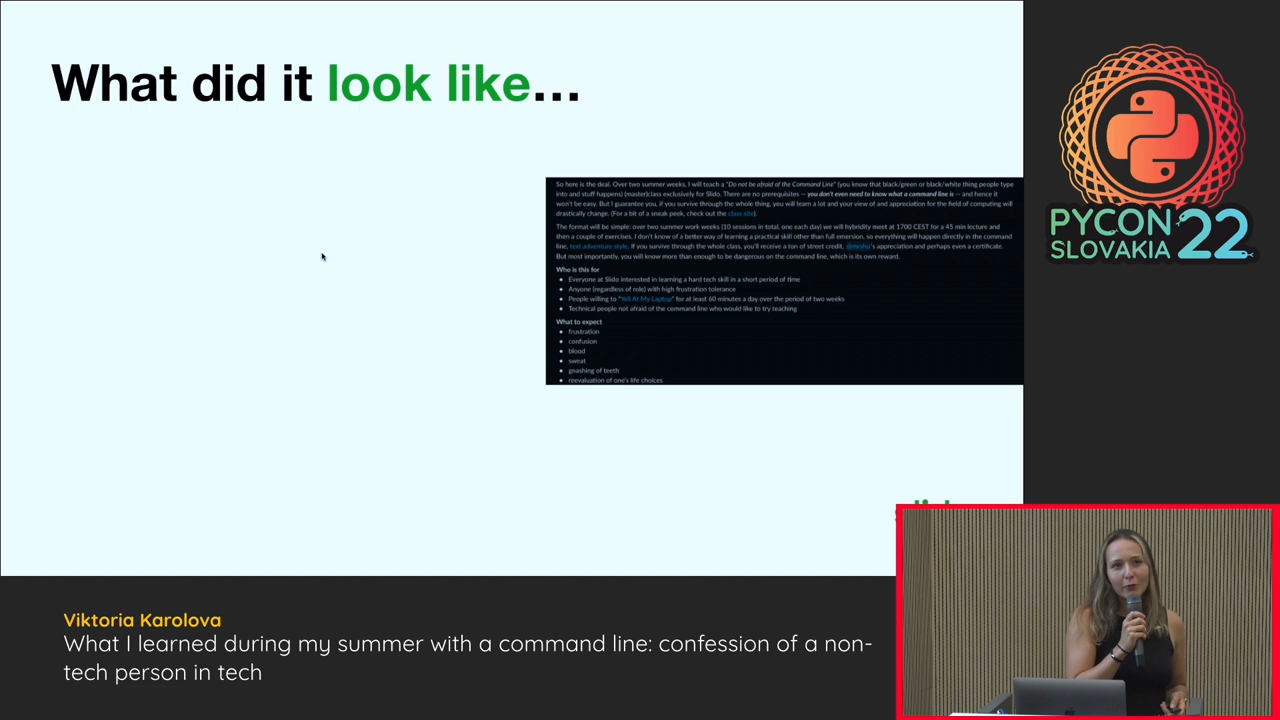 What did it look like...
So here is the deal. Over two summer weeks, I will teach a "Do not be afraid of the Command Line" (you know that black/green or black/white thing people type
into and stuff happens) (master)class exclusively for Slido. There are no prerequisites -- you don't even need to know what a command line is -- and hence it
won't be easy. But I guarantee you, if you survive through the whole thing, you will learn a lot and your view of and appreciation for the field of computing will
drastically change. (For a bit of a sneak peek, check out the class site).
The format will be simple: over two summer work weeks (10 sessions in total, one each day) we will hybridity meet at 1700 CEST for a 45 min lecture and
then a couple of exercises. I don't know of a better way of learning a practical skill other than full emersion, so everything will happen directly in the command
line, text adventure style. If you survive through the whole class, you'll receive a ton of street credit, 's appreciation and perhaps even a certificate.
But most importantly, you will know more than enough to be dangerous on the command line, which is its own reward.
Who is this for
• Everyone at Slido interested in learning a hard tech skill in a short period of time
• Anyone (regardless of role) with high frustration tolerance
• People willing to "Yell At My Laptop" for at least 60 minutes a day over the period of two weeks
• Technical people not afraid of the command line who would like to try teaching
What to expect
• frustration
• confusion
• blood
• sweat
• gnashing of teeth
• reevaluation of one's life choices
PYCON
SLOVAKIA 22
Viktoria Karolova
What I learned during my summer with a command line: confession of a non-
tech person in tech